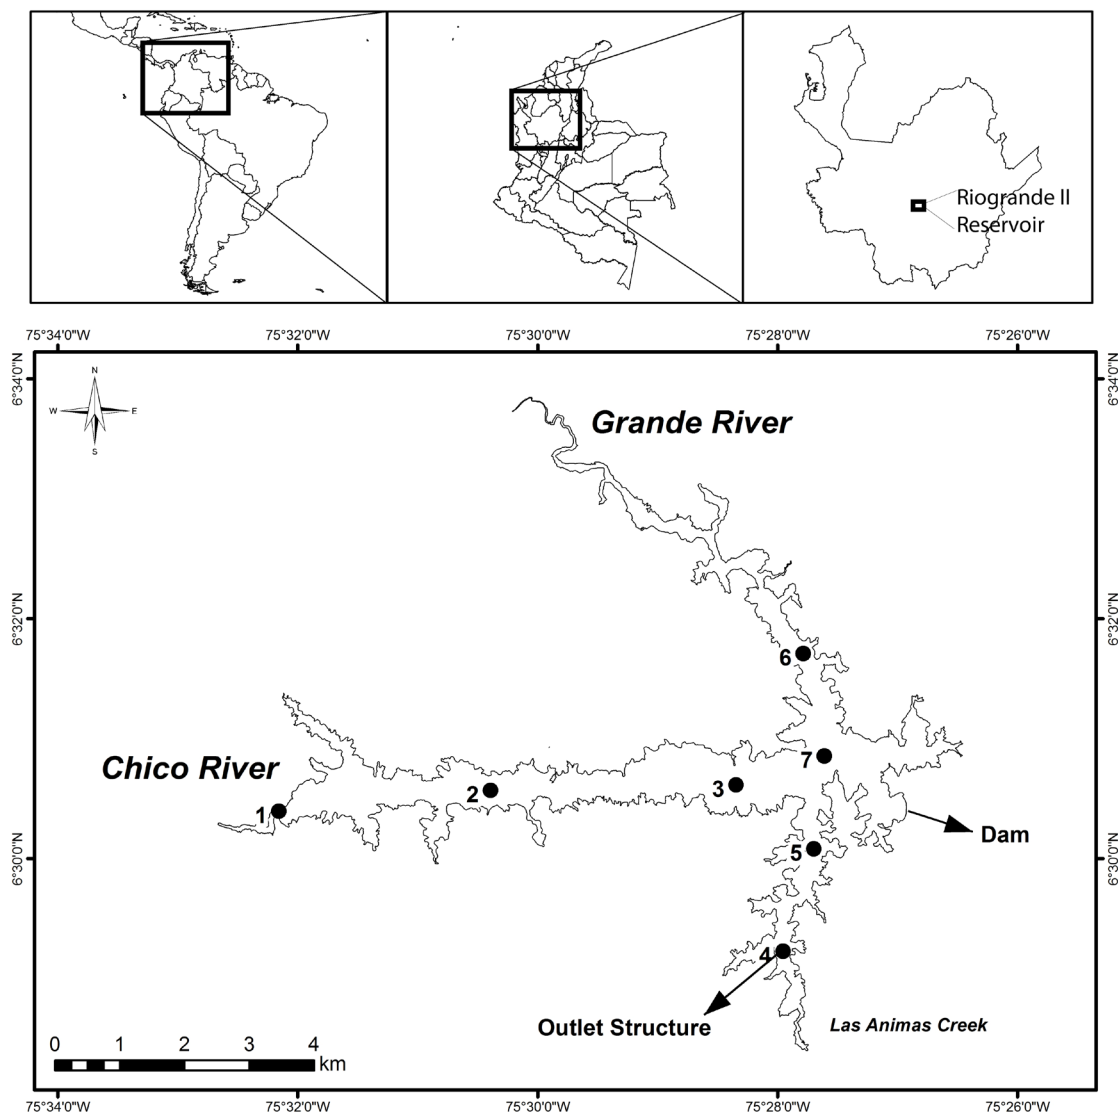 Riogrande II
Reservoir
75°34'0"W
75°32'0"W
75°30'0"W
75°28'0"W
75°26'0"W
6°34'0"N
6°34'0"N
N
W
E
S
Grande River
6°32'0"N
6°32'0"N
6
7
Chico River
3
2
1
Dam
5
6°30'0"N
6°30'0"N
4
Outlet Structure
Las Animas Creek
0 1 2 3 4
km
75°34'0"W
75°32'0"W
75°30'0"W
75°28'0"W
75°26'0"W